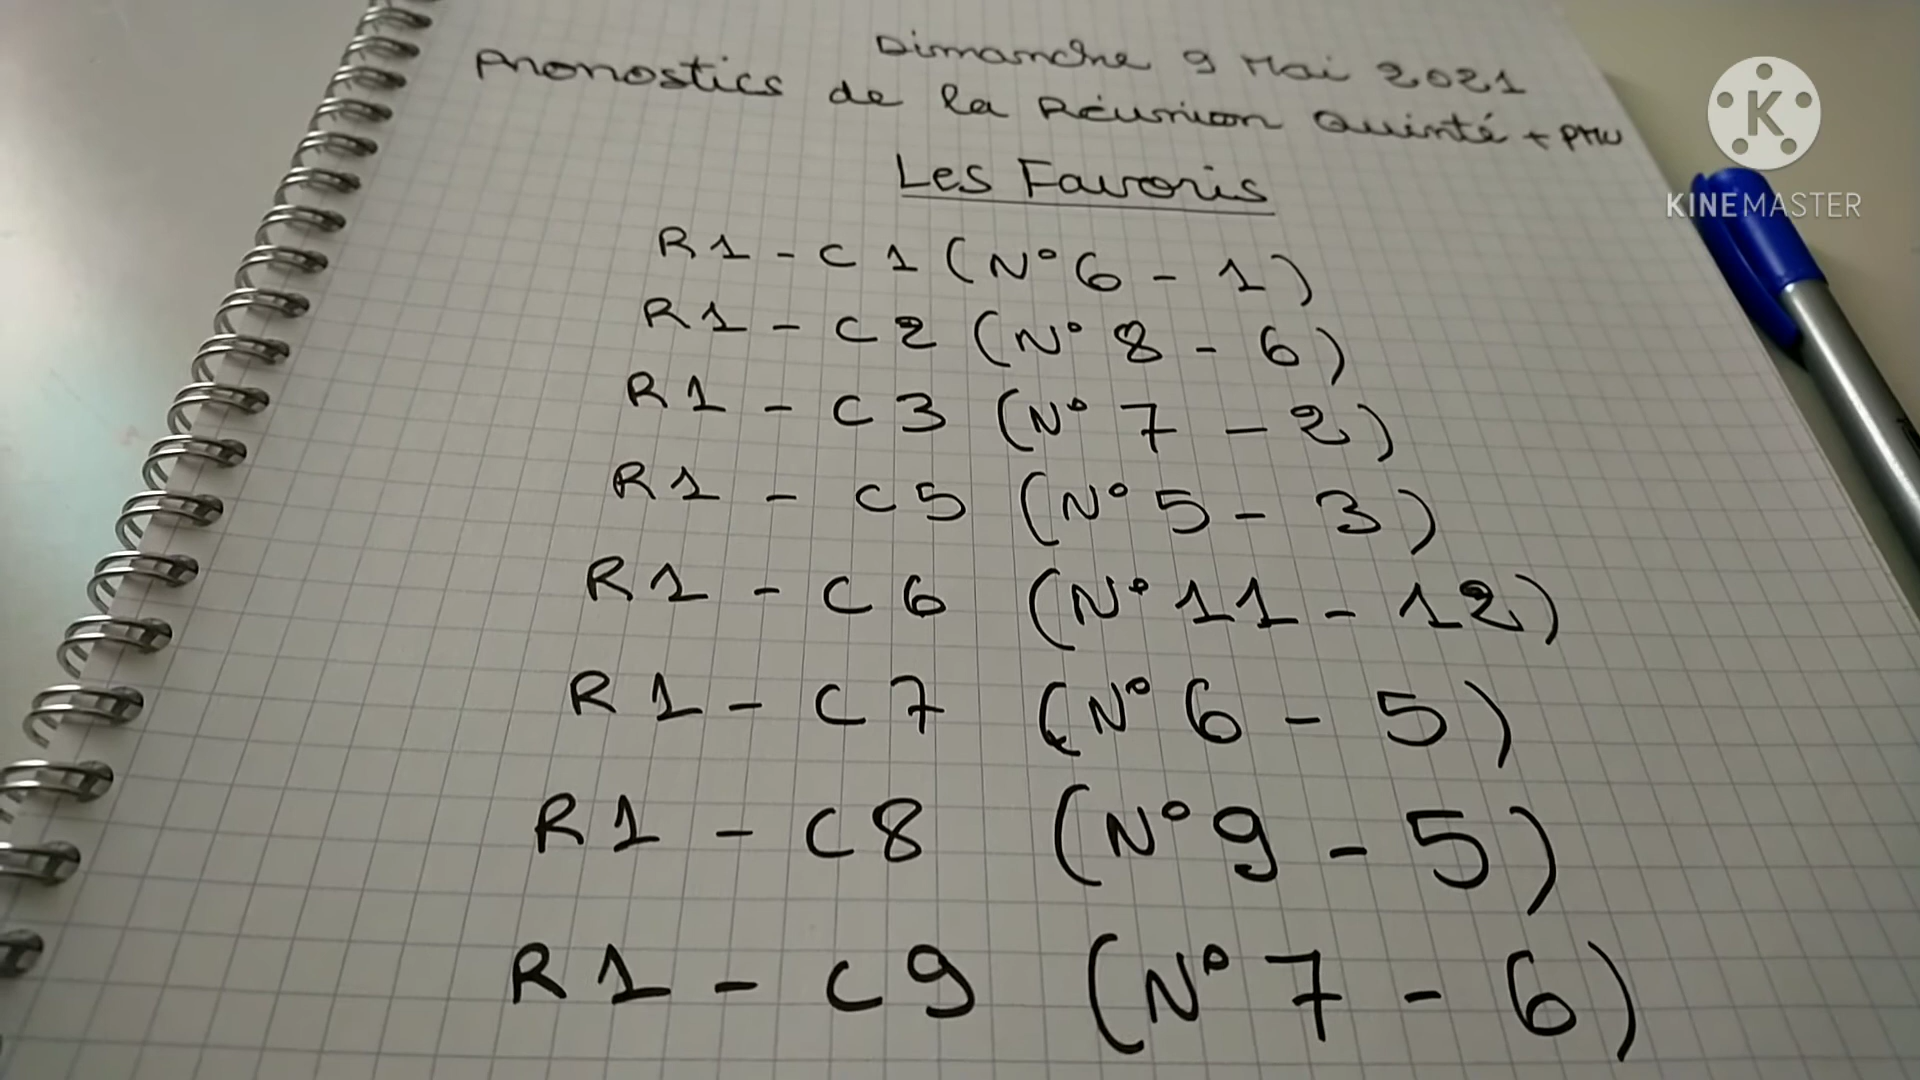 Dimanche 9 Mai 2021
Pronostics de la Réunion Quinté + PMU
Les Favoris
R1 - C1 (N° 6 - 1)
R1 - C2 (N° 8 - 6)
R1 - C3 (N° 7 - 2)
R1 - C5 (N° 5 - 3)
R1 - C6 (N° 11 - 12)
R1 - C7 (N° 6 - 5)
R1 - C8 (N° 9 - 5)
R1 - C9 (N° 7 - 6)
K
KINEMASTER